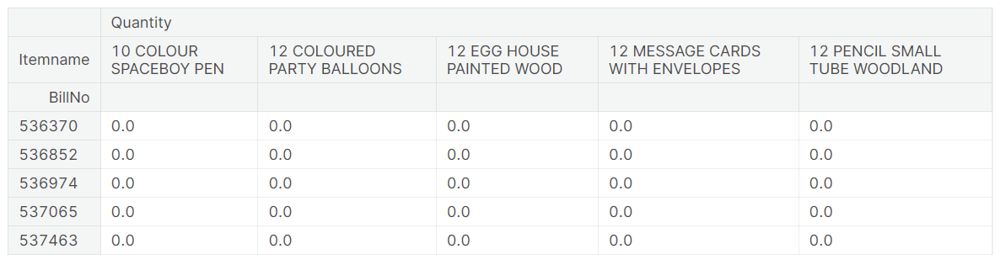 Quantity
Itemname 10 COLOUR SPACEBOY PEN 12 COLOURED PARTY BALLOONS 12 EGG HOUSE PAINTED WOOD 12 MESSAGE CARDS WITH ENVELOPES 12 PENCIL SMALL TUBE WOODLAND
BillNo
536370 0.0 0.0 0.0 0.0 0.0
536852 0.0 0.0 0.0 0.0 0.0
536974 0.0 0.0 0.0 0.0 0.0
537065 0.0 0.0 0.0 0.0 0.0
537463 0.0 0.0 0.0 0.0 0.0